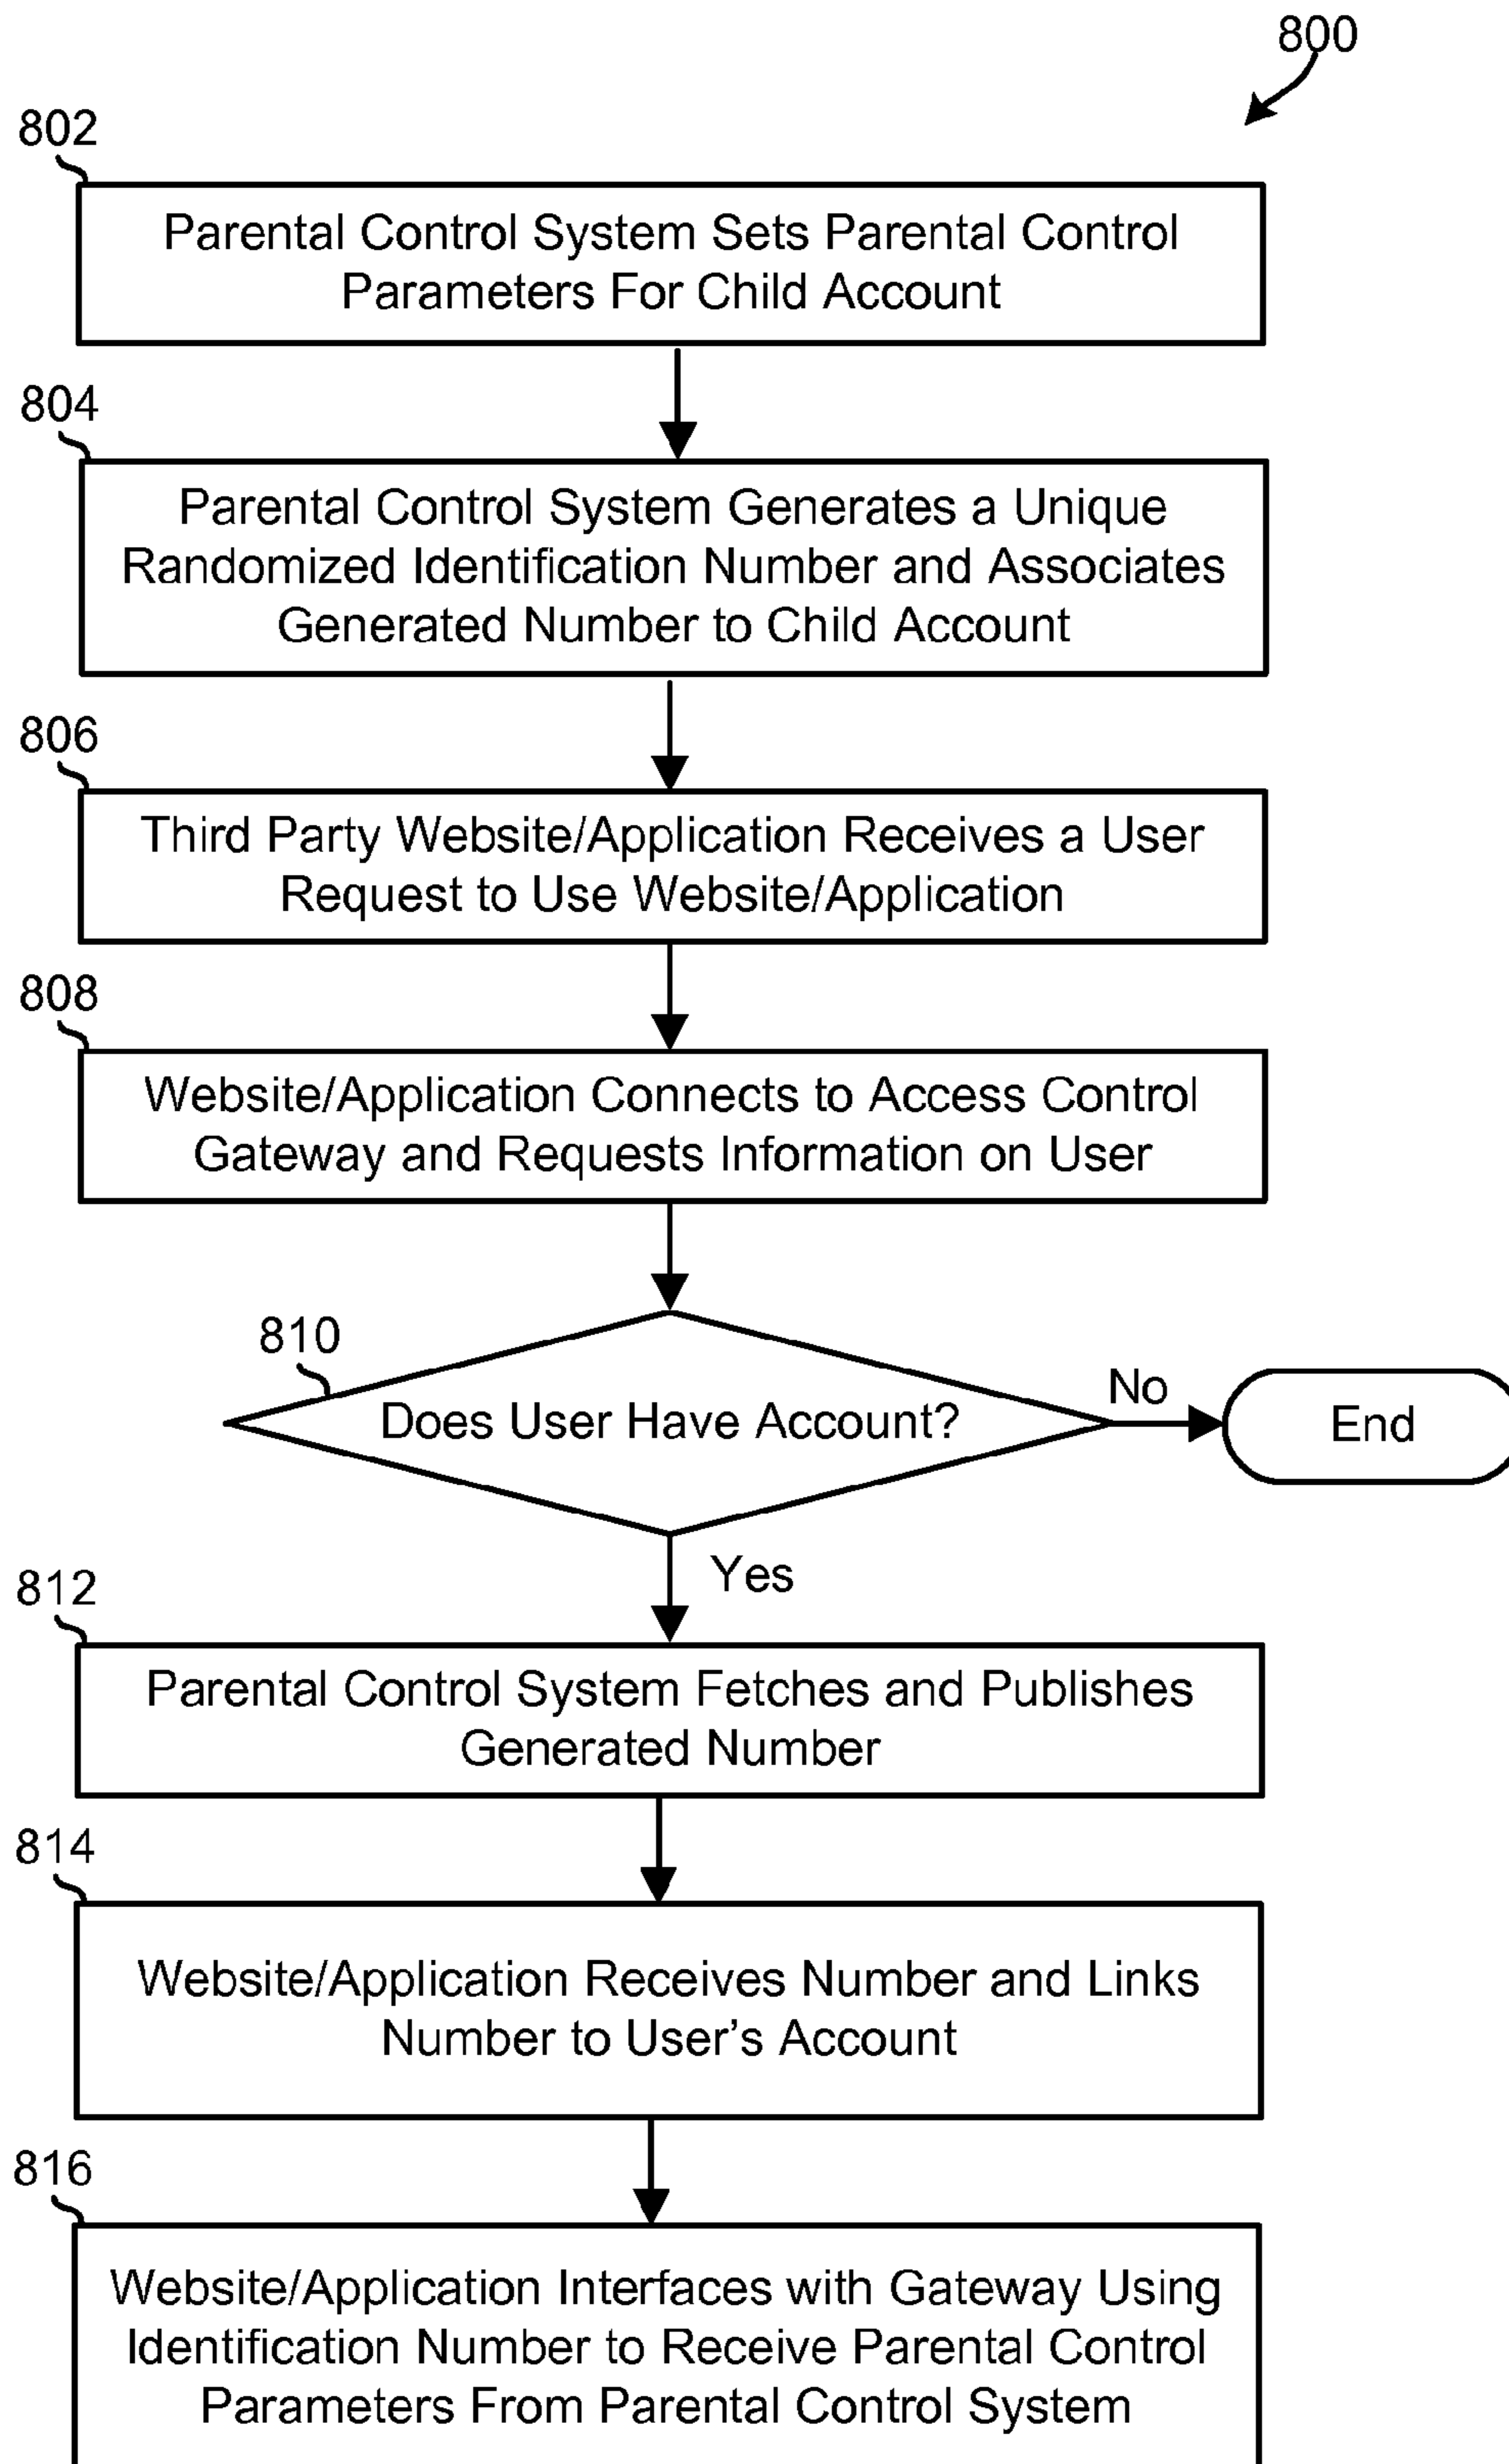 800
802
Parental Control System Sets Parental Control
Parameters For Child Account
804
Parental Control System Generates a Unique
Randomized Identification Number and Associates
Generated Number to Child Account
806
Third Party Website/Application Receives a User
Request to Use Website/Application
808
Website/Application Connects to Access Control
Gateway and Requests Information on User
810
Does User Have Account?
No
End
Yes
812
Parental Control System Fetches and Publishes
Generated Number
814
Website/Application Receives Number and Links
Number to User’s Account
816
Website/Application Interfaces with Gateway Using
Identification Number to Receive Parental Control
Parameters From Parental Control System